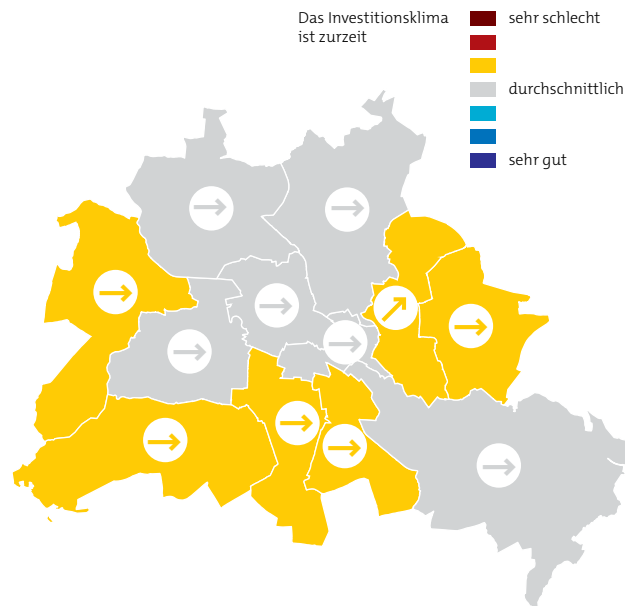 Das Investitionsklima
ist zurzeit
sehr schlecht
durchschnittlich
sehr gut